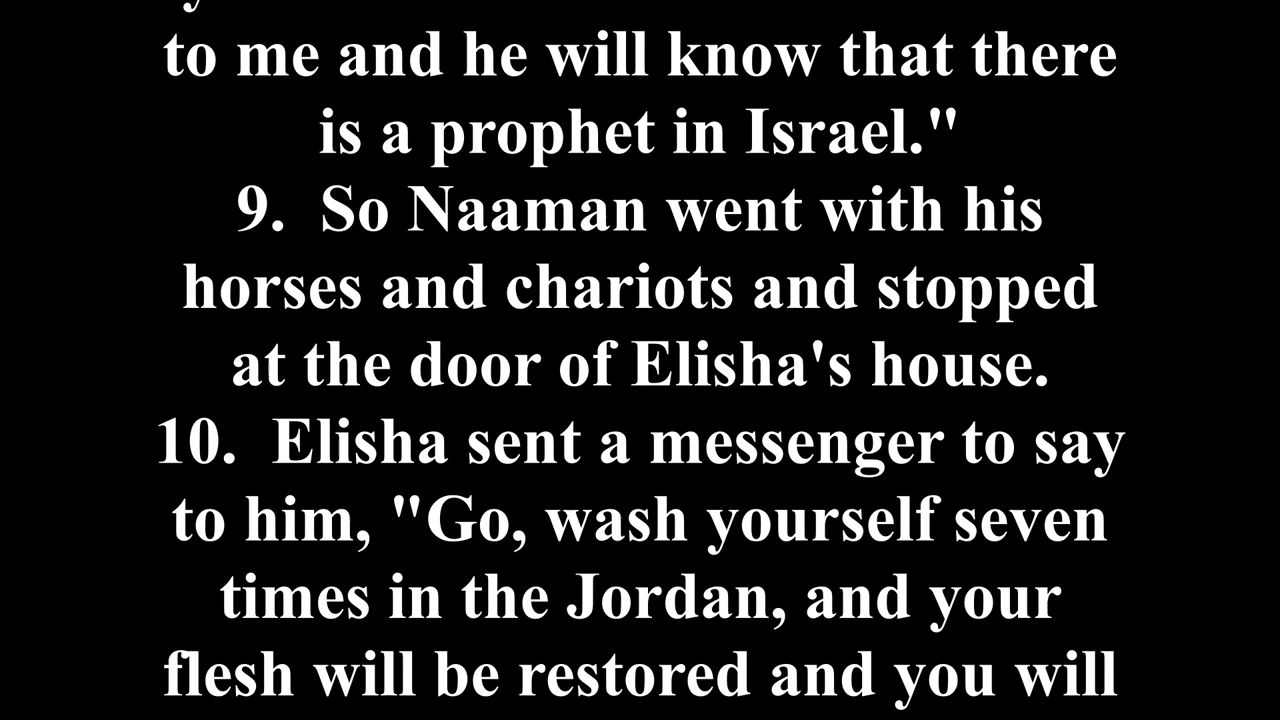 to me and he will know that there
is a prophet in Israel."
9.  So Naaman went with his
horses and chariots and stopped
at the door of Elisha's house.
10.  Elisha sent a messenger to say
to him, "Go, wash yourself seven
times in the Jordan, and your
flesh will be restored and you will